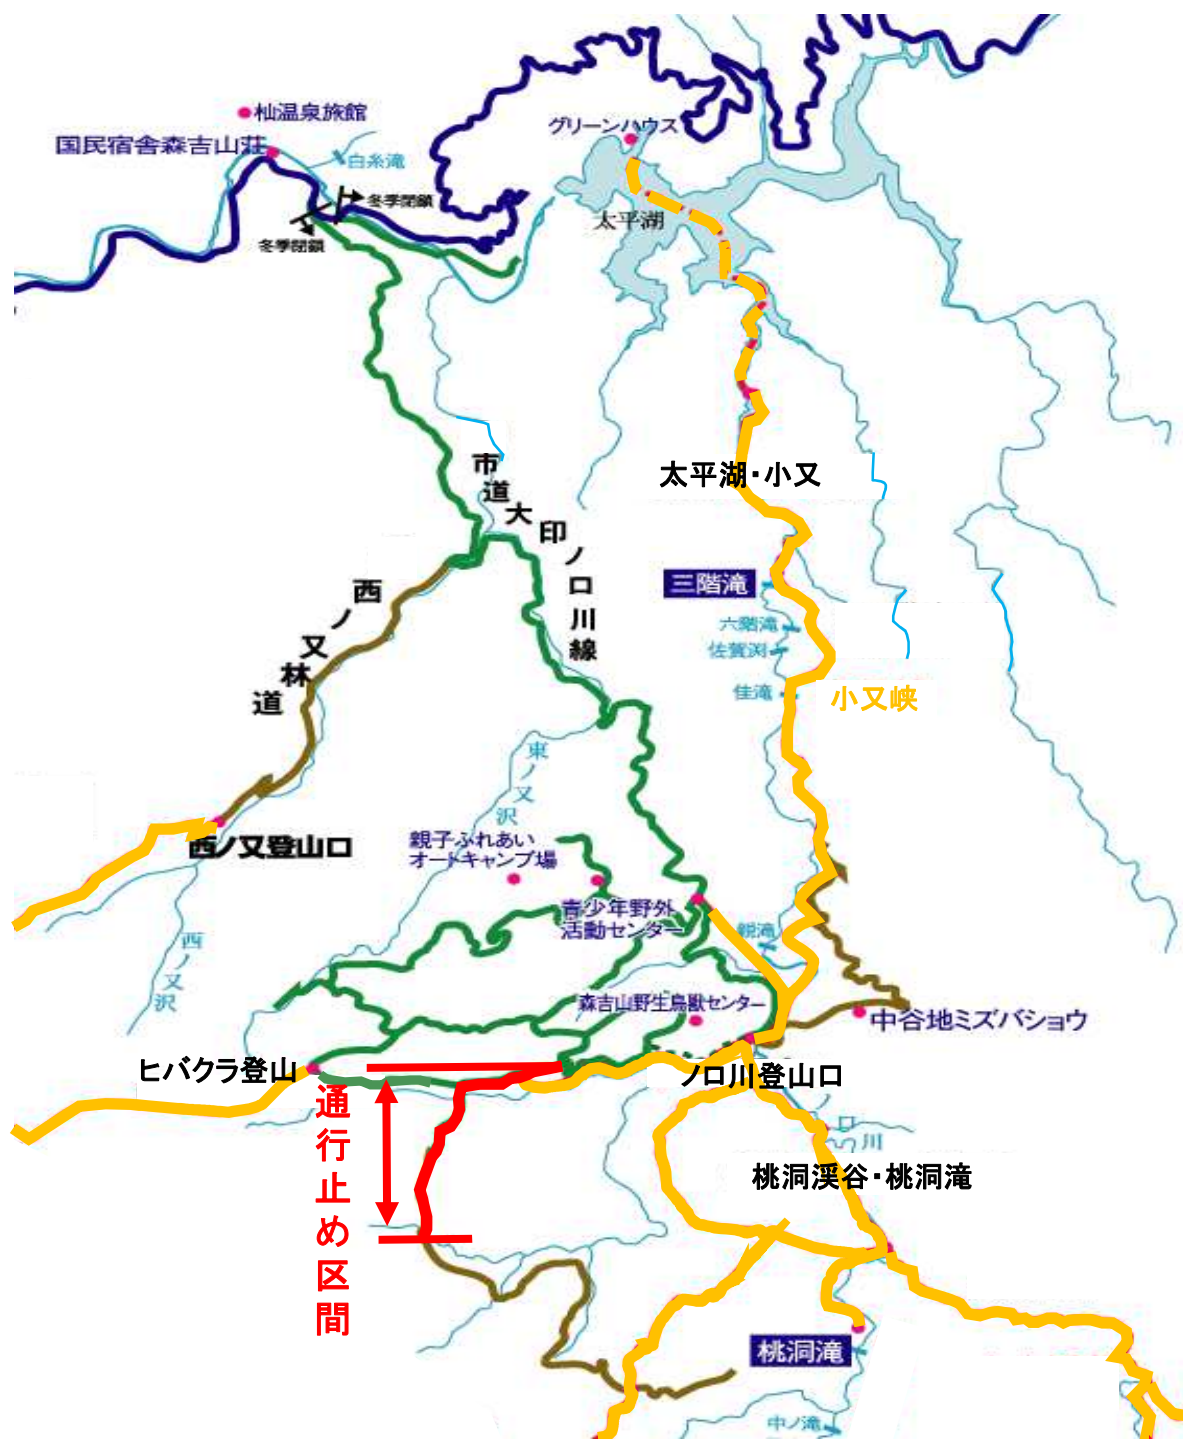 杣温泉旅館
国民宿舎森吉山荘
白糸滝
冬季閉鎖
冬季閉鎖
グリーンハウス
太平湖
市道大印ノ口川線
太平湖・小又
西ノ又林道
三階滝
六階滝
佐賀渕
佳滝
小又峡
東ノ又沢
親子ふれあい
オートキャンプ場
西ノ又登山口
青少年野外
活動センター
親滝
西ノ又沢
森吉山野生鳥獣センター
中谷地ミズバショウ
ヒバクラ登山
ノロ川登山口
通行止め区間
ノロ川
桃洞渓谷・桃洞滝
桃洞滝
中ノ滝